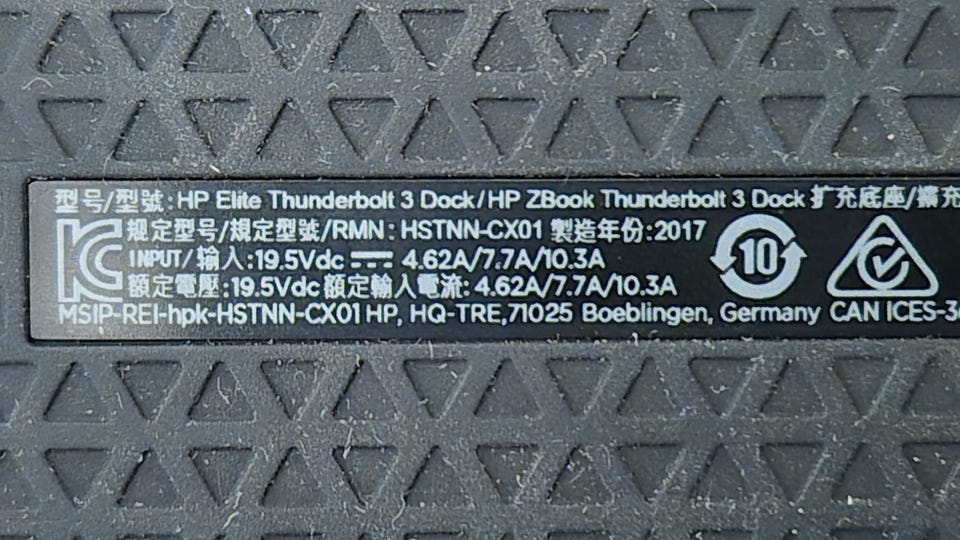 型号/型號:HP Elite Thunderbolt 3 Dock/HP ZBook Thunderbolt 3 Dock 扩充底座/擴充
規定型号/規定型號/RMN: HSTNN-CX01 製造年份:2017
INPUT/输入:19.5Vdc ⎓ 4.62A/7.7A/10.3A
額定電壓:19.5Vdc 額定輸入電流: 4.62A/7.7A/10.3A
MSIP-REI-hpk-HSTNN-CX01 HP, HQ-TRE,71025 Boeblingen, Germany CAN ICES-3
10